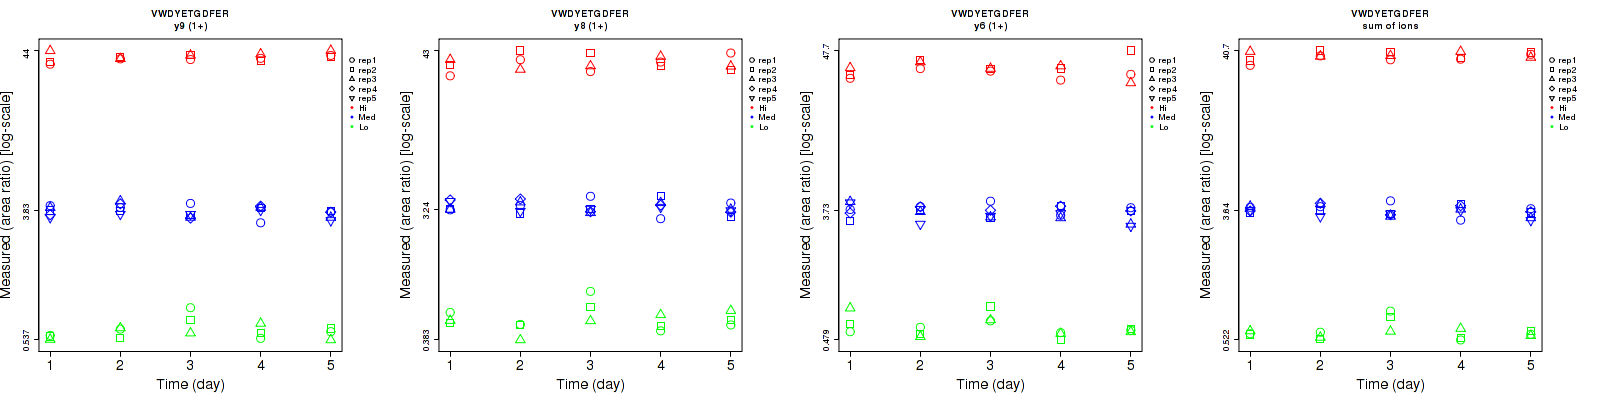 VWDYETGDFER
y9 (1+)
Measured (area ratio) [log-scale]
44
3.83
0.537
1 2 3 4 5
Time (day)
rep1
rep2
rep3
rep4
rep5
Hi
Med
Lo
VWDYETGDFER
y8 (1+)
Measured (area ratio) [log-scale]
43
3.24
0.383
1 2 3 4 5
Time (day)
rep1
rep2
rep3
rep4
rep5
Hi
Med
Lo
VWDYETGDFER
y6 (1+)
Measured (area ratio) [log-scale]
47.7
3.73
0.479
1 2 3 4 5
Time (day)
rep1
rep2
rep3
rep4
rep5
Hi
Med
Lo
VWDYETGDFER
sum of ions
Measured (area ratio) [log-scale]
40.7
3.64
0.522
1 2 3 4 5
Time (day)
rep1
rep2
rep3
rep4
rep5
Hi
Med
Lo